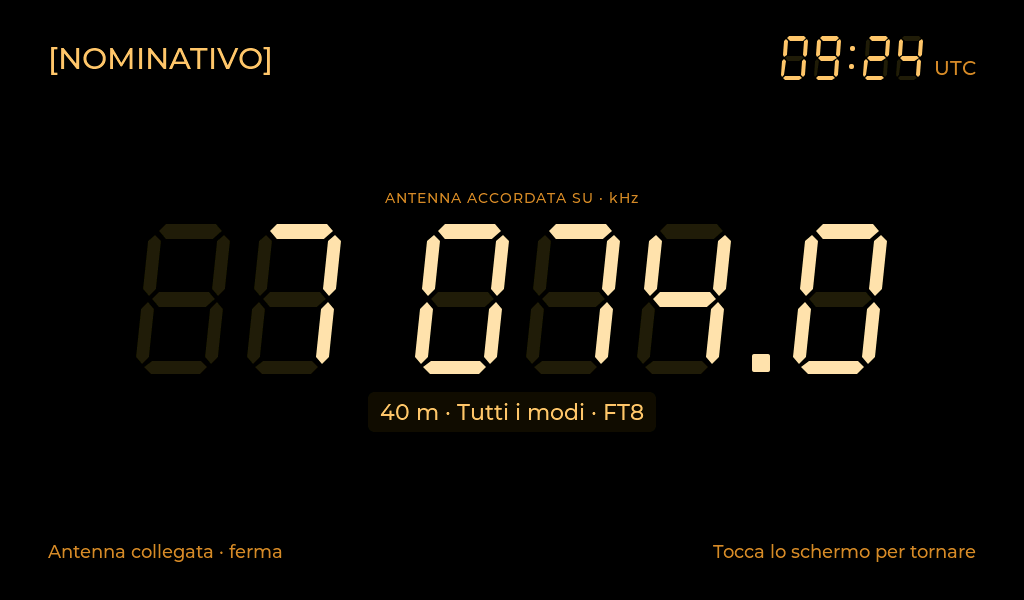 [NOMINATIVO]
09:24 UTC
ANTENNA ACCORDATA SU · kHz
7 074.0
40 m · Tutti i modi · FT8
Antenna collegata · ferma
Tocca lo schermo per tornare